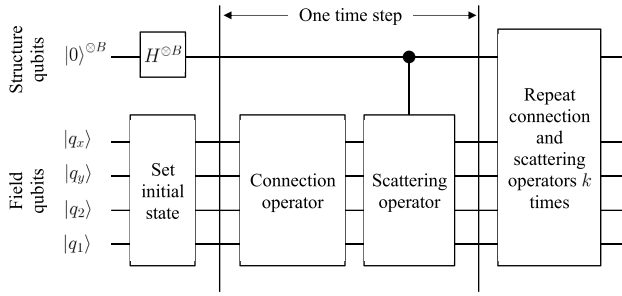 One time step
Structure
qubits
|0⟩^{⊗B}
H^{⊗B}
Field
qubits
|q_x⟩
|q_y⟩
|q_2⟩
|q_1⟩
Set
initial
state
Connection
operator
Scattering
operator
Repeat
connection
and
scattering
operators k
times